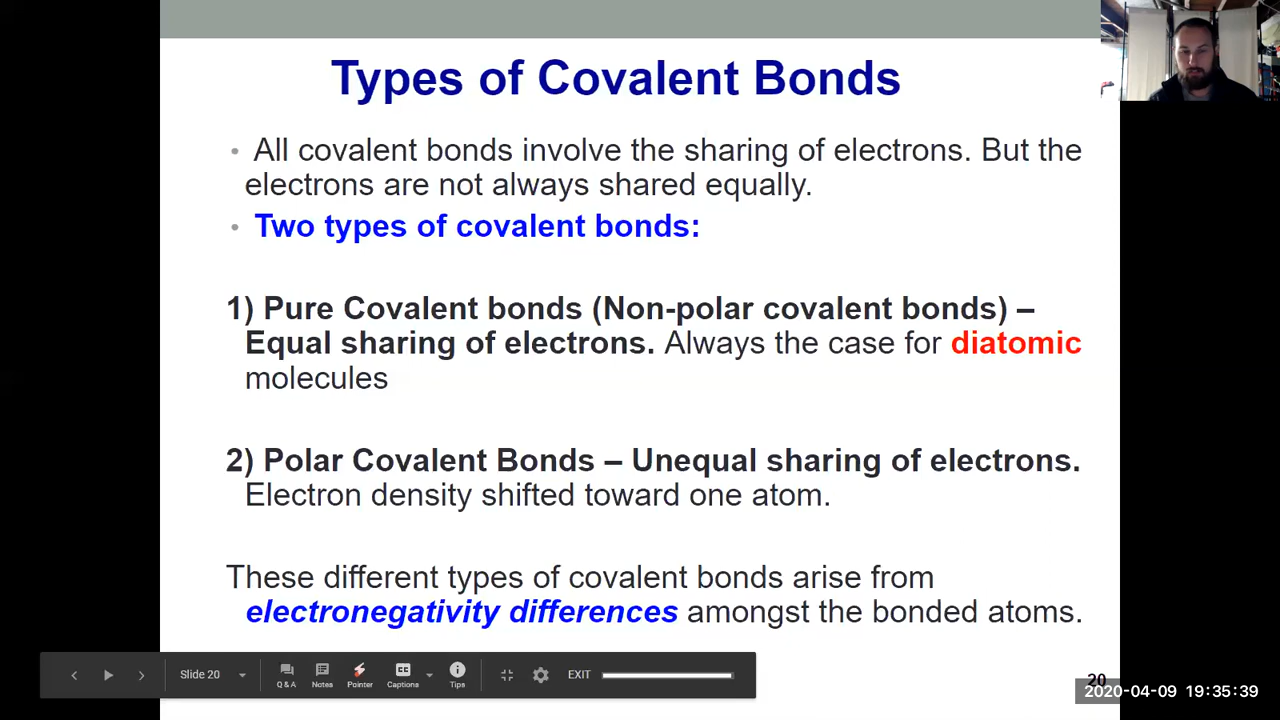 Types of Covalent Bonds
• All covalent bonds involve the sharing of electrons. But the
electrons are not always shared equally.
• Two types of covalent bonds:
1) Pure Covalent bonds (Non-polar covalent bonds) –
Equal sharing of electrons. Always the case for diatomic
molecules
2) Polar Covalent Bonds – Unequal sharing of electrons.
Electron density shifted toward one atom.
These different types of covalent bonds arise from
electronegativity differences amongst the bonded atoms.
Slide 20
Q & A
Notes
Pointer
Captions
Tips
EXIT
20
2020-04-09 19:35:39